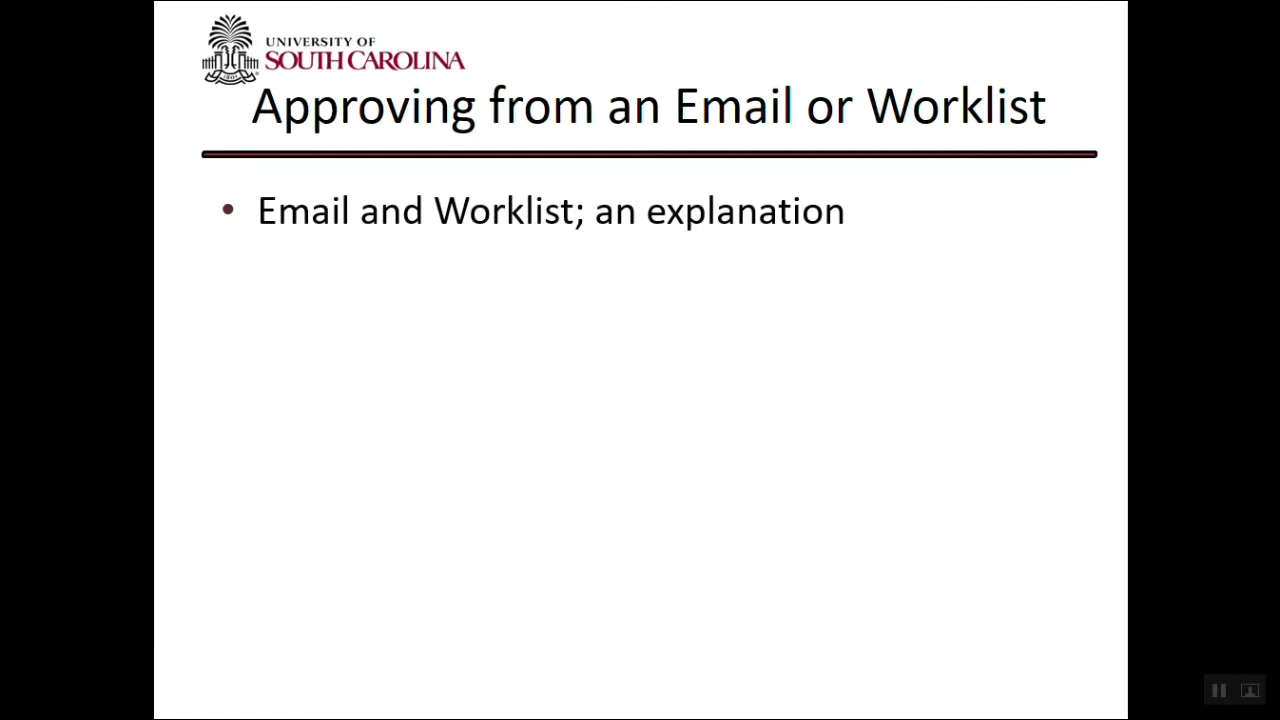 UNIVERSITY OF
SOUTH CAROLINA
Approving from an Email or Worklist
• Email and Worklist; an explanation